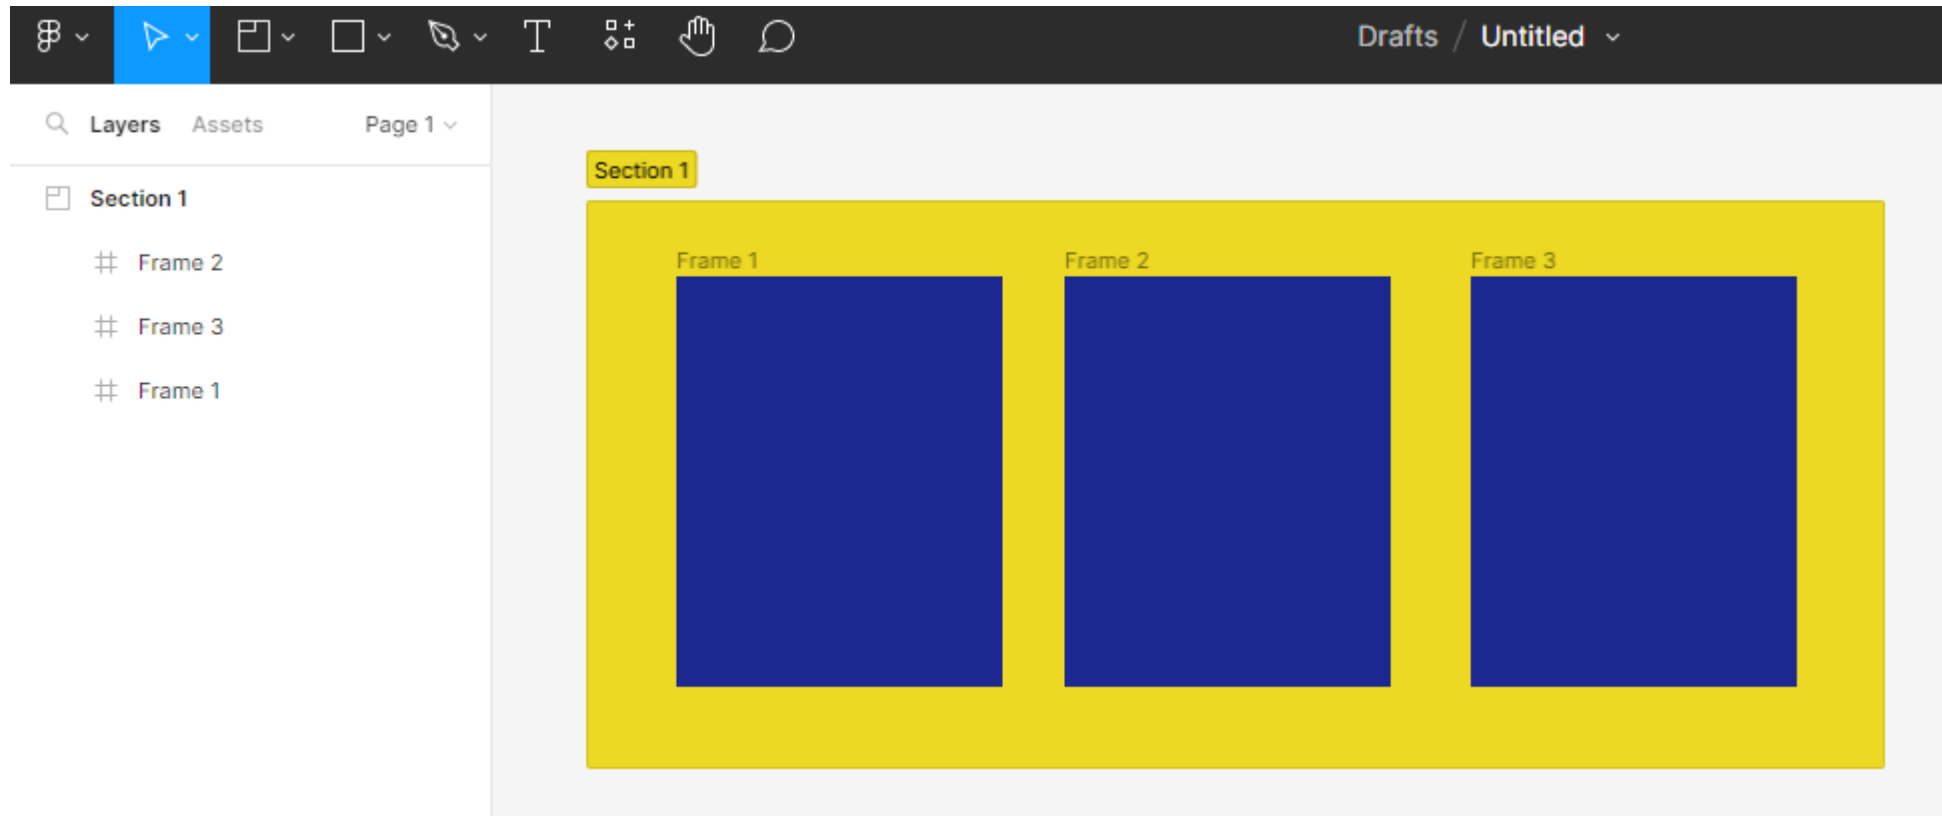 Drafts / Untitled
Layers Assets Page 1
Section 1
Frame 2
Frame 3
Frame 1
Section 1
Frame 1 Frame 2 Frame 3